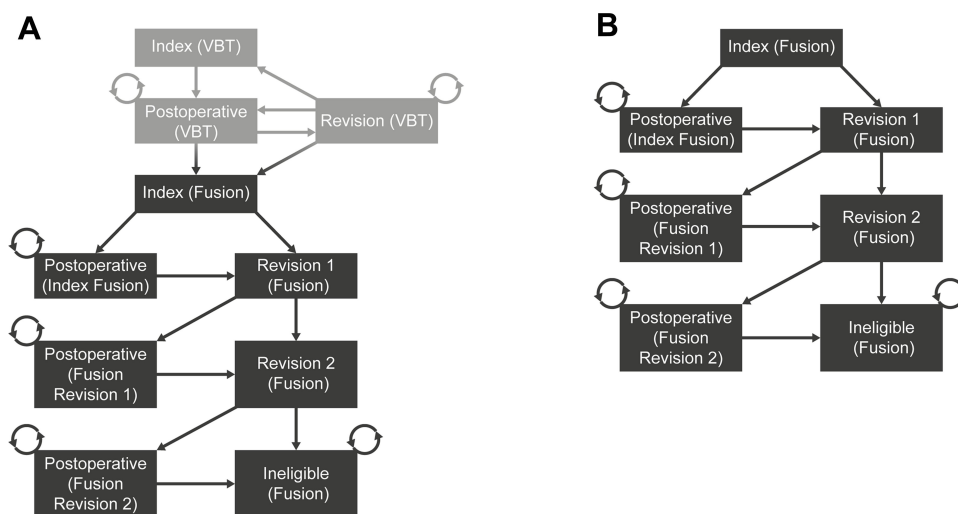 A
Index (VBT)
Postoperative
(VBT)
Revision (VBT)
Index (Fusion)
Postoperative
(Index Fusion)
Revision 1
(Fusion)
Postoperative
(Fusion
Revision 1)
Revision 2
(Fusion)
Postoperative
(Fusion
Revision 2)
Ineligible
(Fusion)
B
Index (Fusion)
Postoperative
(Index Fusion)
Revision 1
(Fusion)
Postoperative
(Fusion
Revision 1)
Revision 2
(Fusion)
Postoperative
(Fusion
Revision 2)
Ineligible
(Fusion)